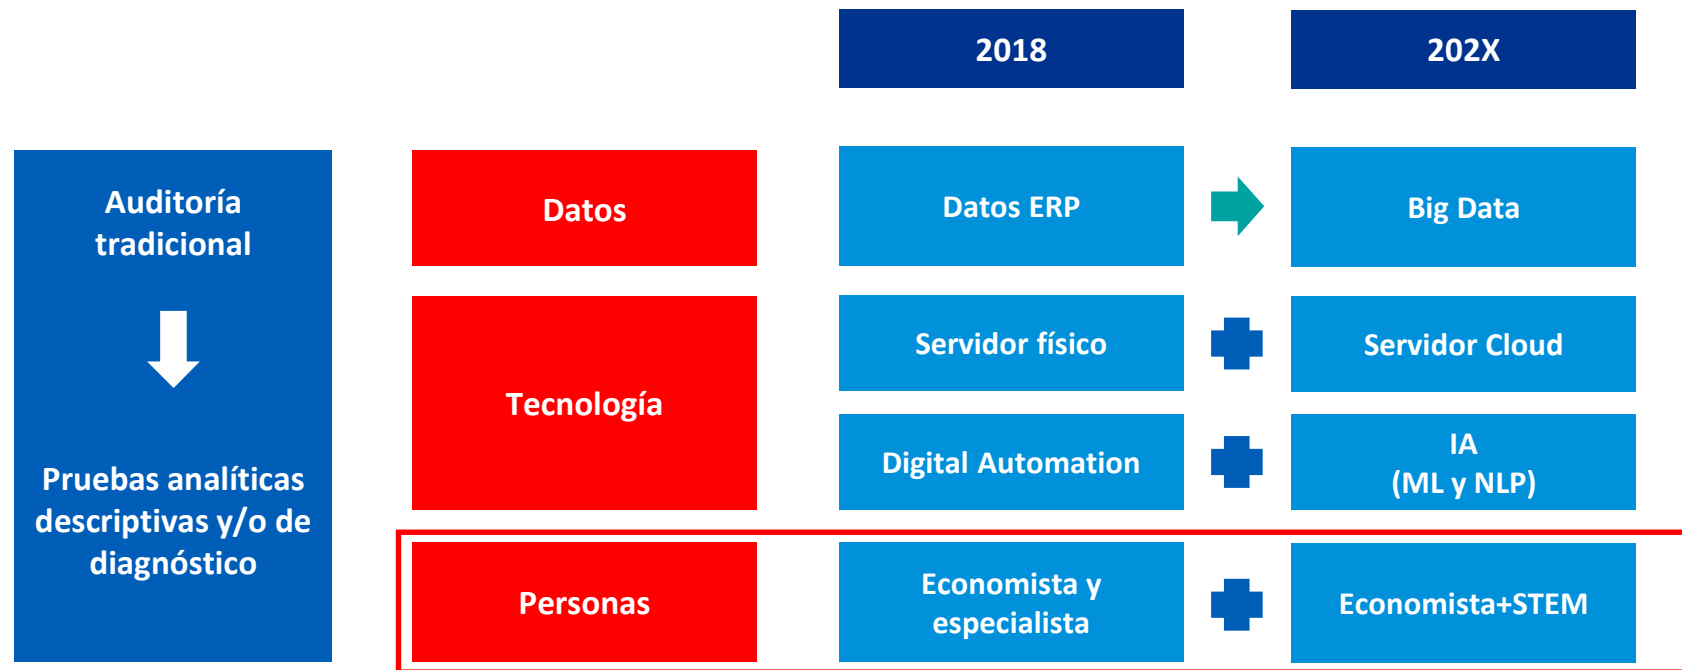 2018
202X
Auditoría
tradicional
Pruebas analíticas
descriptivas y/o de
diagnóstico
Datos
Datos ERP
Big Data
Tecnología
Servidor físico
Servidor Cloud
Digital Automation
IA
(ML y NLP)
Personas
Economista y
especialista
Economista+STEM